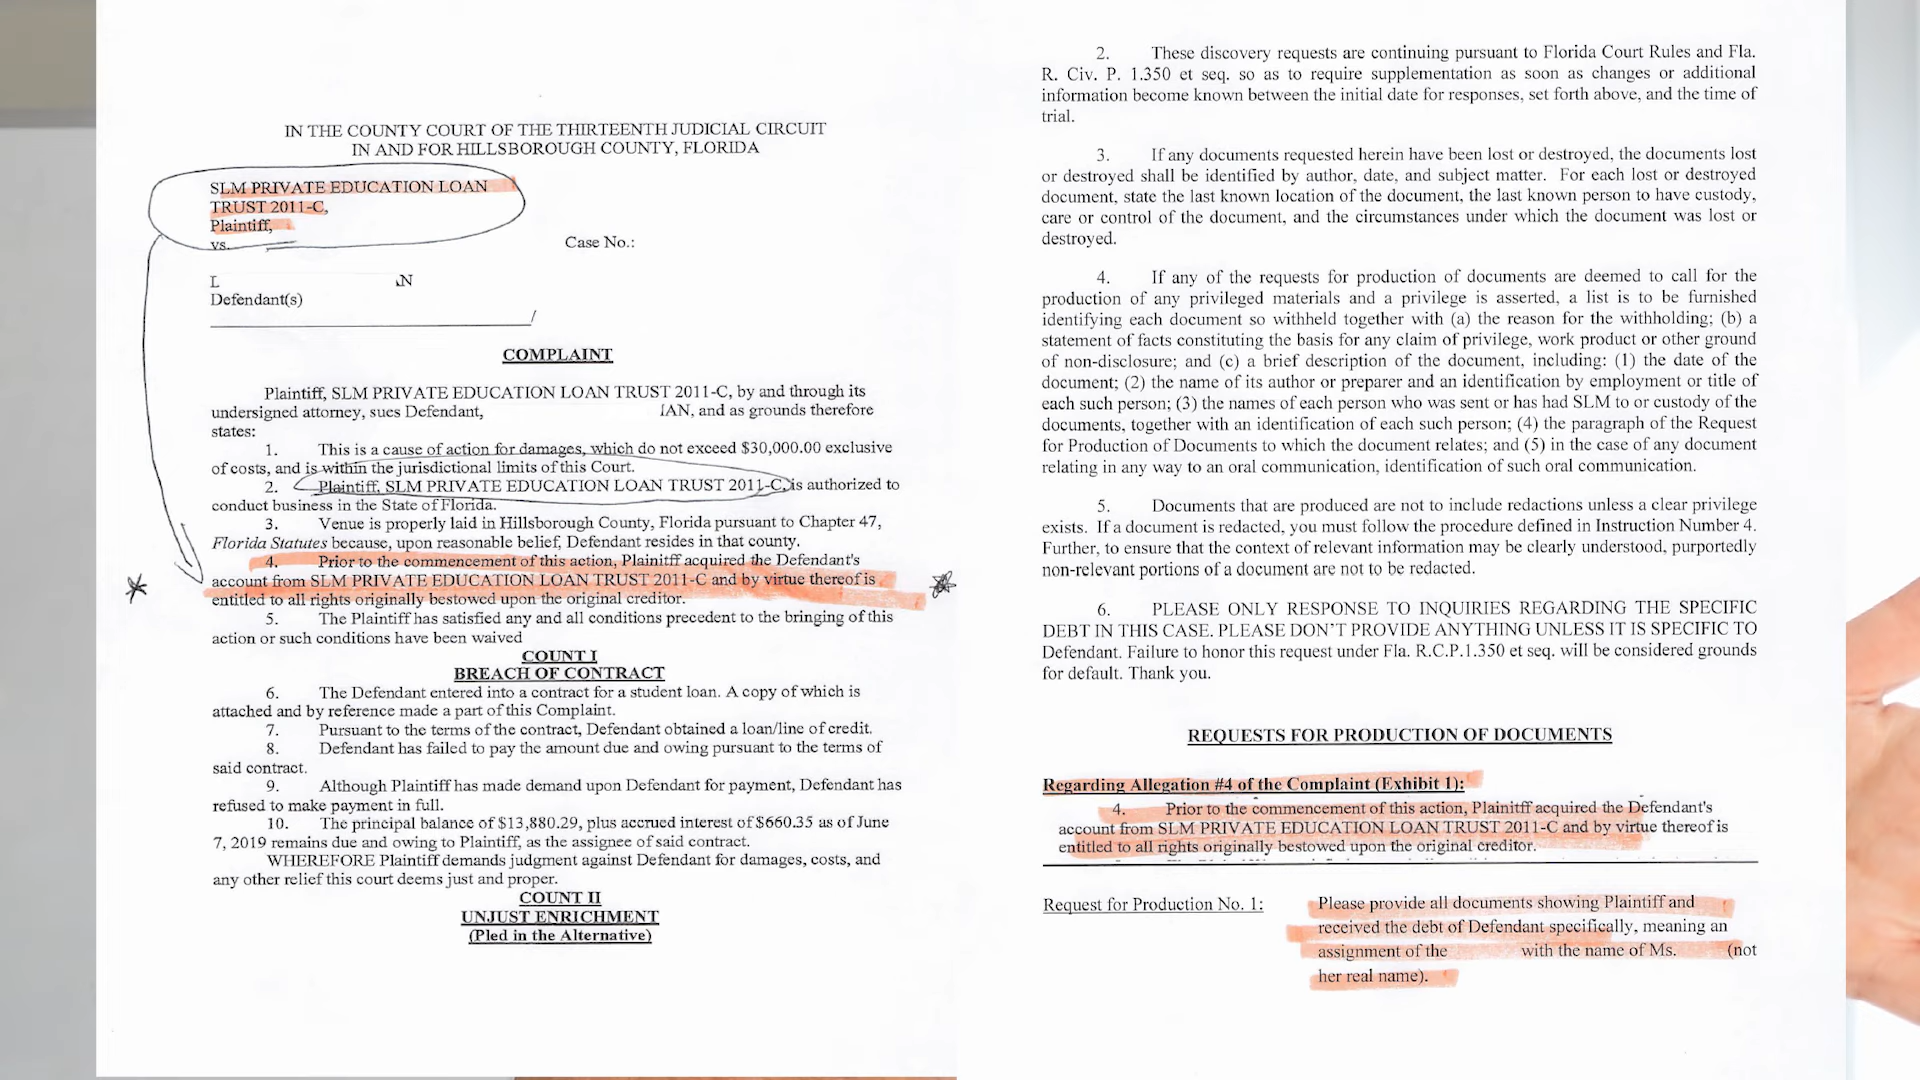 IN THE COUNTY COURT OF THE THIRTEENTH JUDICIAL CIRCUIT
IN AND FOR HILLSBOROUGH COUNTY, FLORIDA
SLM PRIVATE EDUCATION LOAN
TRUST 2011-C,
Plaintiff,
vs.
Case No.:
L N
Defendant(s)
/
COMPLAINT
Plaintiff, SLM PRIVATE EDUCATION LOAN TRUST 2011-C, by and through its
undersigned attorney, sues Defendant, IAN, and as grounds therefore
states:
1. This is a cause of action for damages, which do not exceed $30,000.00 exclusive
of costs, and is within the jurisdictional limits of this Court.
2. Plaintiff, SLM PRIVATE EDUCATION LOAN TRUST 2011-C, is authorized to
conduct business in the State of Florida.
3. Venue is properly laid in Hillsborough County, Florida pursuant to Chapter 47,
Florida Statutes because, upon reasonable belief, Defendant resides in that county.
4. Prior to the commencement of this action, Plainitff acquired the Defendant's
account from SLM PRIVATE EDUCATION LOAN TRUST 2011-C and by virtue thereof is
entitled to all rights originally bestowed upon the original creditor.
5. The Plaintiff has satisfied any and all conditions precedent to the bringing of this
action or such conditions have been waived
COUNT I
BREACH OF CONTRACT
6. The Defendant entered into a contract for a student loan. A copy of which is
attached and by reference made a part of this Complaint.
7. Pursuant to the terms of the contract, Defendant obtained a loan/line of credit.
8. Defendant has failed to pay the amount due and owing pursuant to the terms of
said contract.
9. Although Plaintiff has made demand upon Defendant for payment, Defendant has
refused to make payment in full.
10. The principal balance of $13,880.29, plus accrued interest of $660.35 as of June
7, 2019 remains due and owing to Plaintiff, as the assignee of said contract.
WHEREFORE Plaintiff demands judgment against Defendant for damages, costs, and
any other relief this court deems just and proper.
COUNT II
UNJUST ENRICHMENT
(Pled in the Alternative)
2. These discovery requests are continuing pursuant to Florida Court Rules and Fla.
R. Civ. P. 1.350 et seq. so as to require supplementation as soon as changes or additional
information become known between the initial date for responses, set forth above, and the time of
trial.
3. If any documents requested herein have been lost or destroyed, the documents lost
or destroyed shall be identified by author, date, and subject matter. For each lost or destroyed
document, state the last known location of the document, the last known person to have custody,
care or control of the document, and the circumstances under which the document was lost or
destroyed.
4. If any of the requests for production of documents are deemed to call for the
production of any privileged materials and a privilege is asserted, a list is to be furnished
identifying each document so withheld together with (a) the reason for the withholding; (b) a
statement of facts constituting the basis for any claim of privilege, work product or other ground
of non-disclosure; and (c) a brief description of the document, including: (1) the date of the
document; (2) the name of its author or preparer and an identification by employment or title of
each such person; (3) the names of each person who was sent or has had SLM to or custody of the
documents, together with an identification of each such person; (4) the paragraph of the Request
for Production of Documents to which the document relates; and (5) in the case of any document
relating in any way to an oral communication, identification of such oral communication.
5. Documents that are produced are not to include redactions unless a clear privilege
exists. If a document is redacted, you must follow the procedure defined in Instruction Number 4.
Further, to ensure that the context of relevant information may be clearly understood, purportedly
non-relevant portions of a document are not to be redacted.
6. PLEASE ONLY RESPONSE TO INQUIRIES REGARDING THE SPECIFIC
DEBT IN THIS CASE. PLEASE DON'T PROVIDE ANYTHING UNLESS IT IS SPECIFIC TO
Defendant. Failure to honor this request under Fla. R.C.P.1.350 et seq. will be considered grounds
for default. Thank you.
REQUESTS FOR PRODUCTION OF DOCUMENTS
Regarding Allegation #4 of the Complaint (Exhibit 1):
4. Prior to the commencement of this action, Plainitff acquired the Defendant's
account from SLM PRIVATE EDUCATION LOAN TRUST 2011-C and by virtue thereof is
entitled to all rights originally bestowed upon the original creditor.
Request for Production No. 1: Please provide all documents showing Plaintiff and
received the debt of Defendant specifically, meaning an
assignment of the with the name of Ms. (not
her real name).